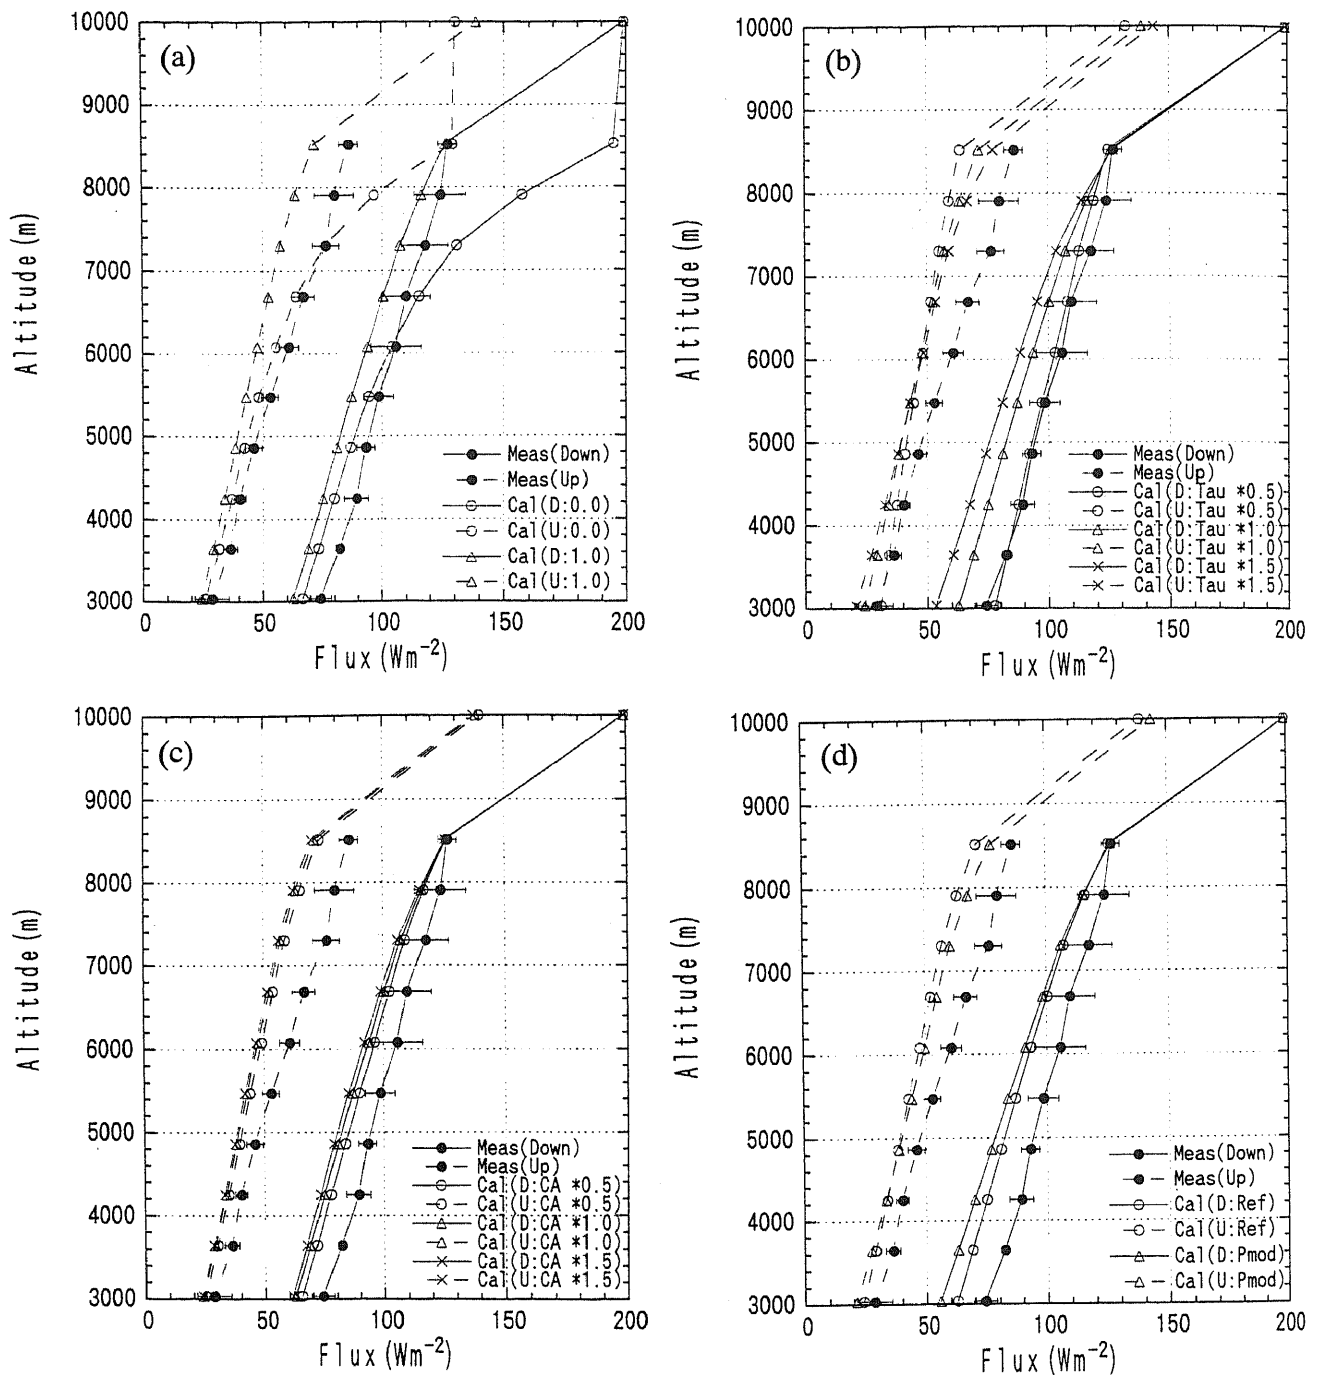 (a)
10000
9000
8000
7000
6000
5000
4000
3000
Altitude (m)
Meas(Down)
Meas(Up)
Cal(D:0.0)
Cal(U:0.0)
Cal(D:1.0)
Cal(U:1.0)
0 50 100 150 200
Flux (Wm-2)
(b)
10000
9000
8000
7000
6000
5000
4000
3000
Altitude (m)
Meas(Down)
Meas(Up)
Cal(D:Tau *0.5)
Cal(U:Tau *0.5)
Cal(D:Tau *1.0)
Cal(U:Tau *1.0)
Cal(D:Tau *1.5)
Cal(U:Tau *1.5)
0 50 100 150 200
Flux (Wm-2)
(c)
10000
9000
8000
7000
6000
5000
4000
3000
Altitude (m)
Meas(Down)
Meas(Up)
Cal(D:CA *0.5)
Cal(U:CA *0.5)
Cal(D:CA *1.0)
Cal(U:CA *1.0)
Cal(D:CA *1.5)
Cal(U:CA *1.5)
0 50 100 150 200
Flux (Wm-2)
(d)
10000
9000
8000
7000
6000
5000
4000
3000
Altitude (m)
Meas(Down)
Meas(Up)
Cal(D:Ref)
Cal(U:Ref)
Cal(D:Pmod)
Cal(U:Pmod)
0 50 100 150 200
Flux (Wm-2)